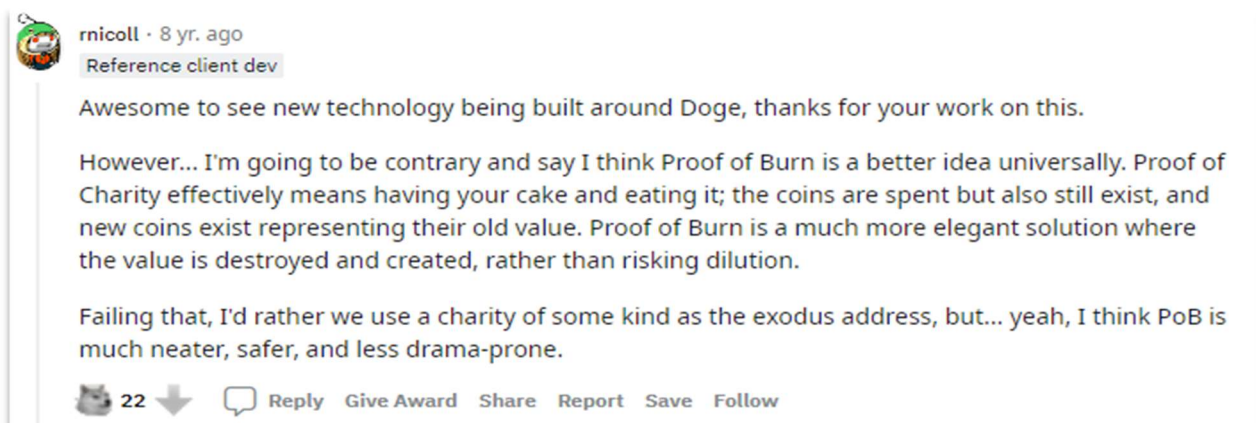 rnicoll · 8 yr. ago
Reference client dev
Awesome to see new technology being built around Doge, thanks for your work on this.
However... I'm going to be contrary and say I think Proof of Burn is a better idea universally. Proof of
Charity effectively means having your cake and eating it; the coins are spent but also still exist, and
new coins exist representing their old value. Proof of Burn is a much more elegant solution where
the value is destroyed and created, rather than risking dilution.
Failing that, I'd rather we use a charity of some kind as the exodus address, but... yeah, I think PoB is
much neater, safer, and less drama-prone.
22 Reply Give Award Share Report Save Follow